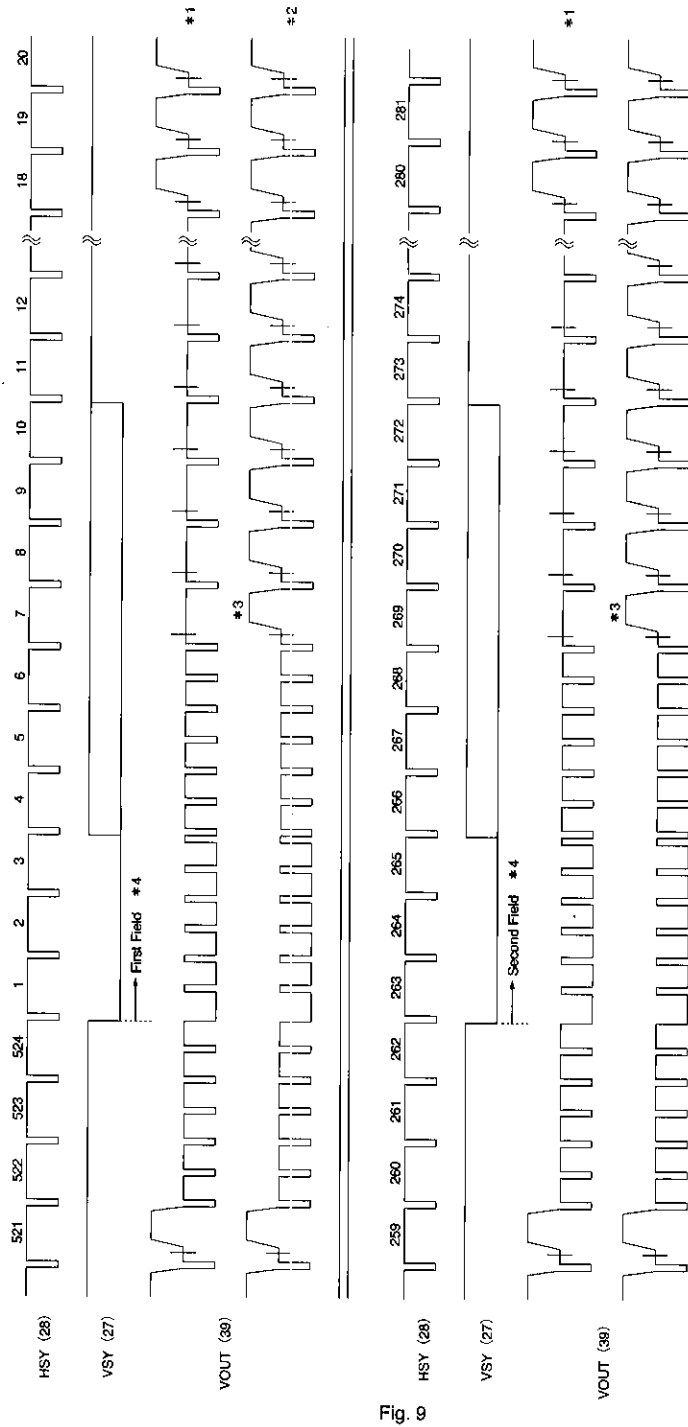 521 522 523 524 1 2 3 4 5 6 7 8 9 10 11 12 18 19 20
HSY (28)
VSY (27)
First Field *4
*1
VOUT (39)
*3
*2
259 260 261 262 263 264 265 266 267 268 269 270 271 272 273 274 280 281
HSY (28)
VSY (27)
Second Field *4
*1
VOUT (39)
*3
Fig. 9